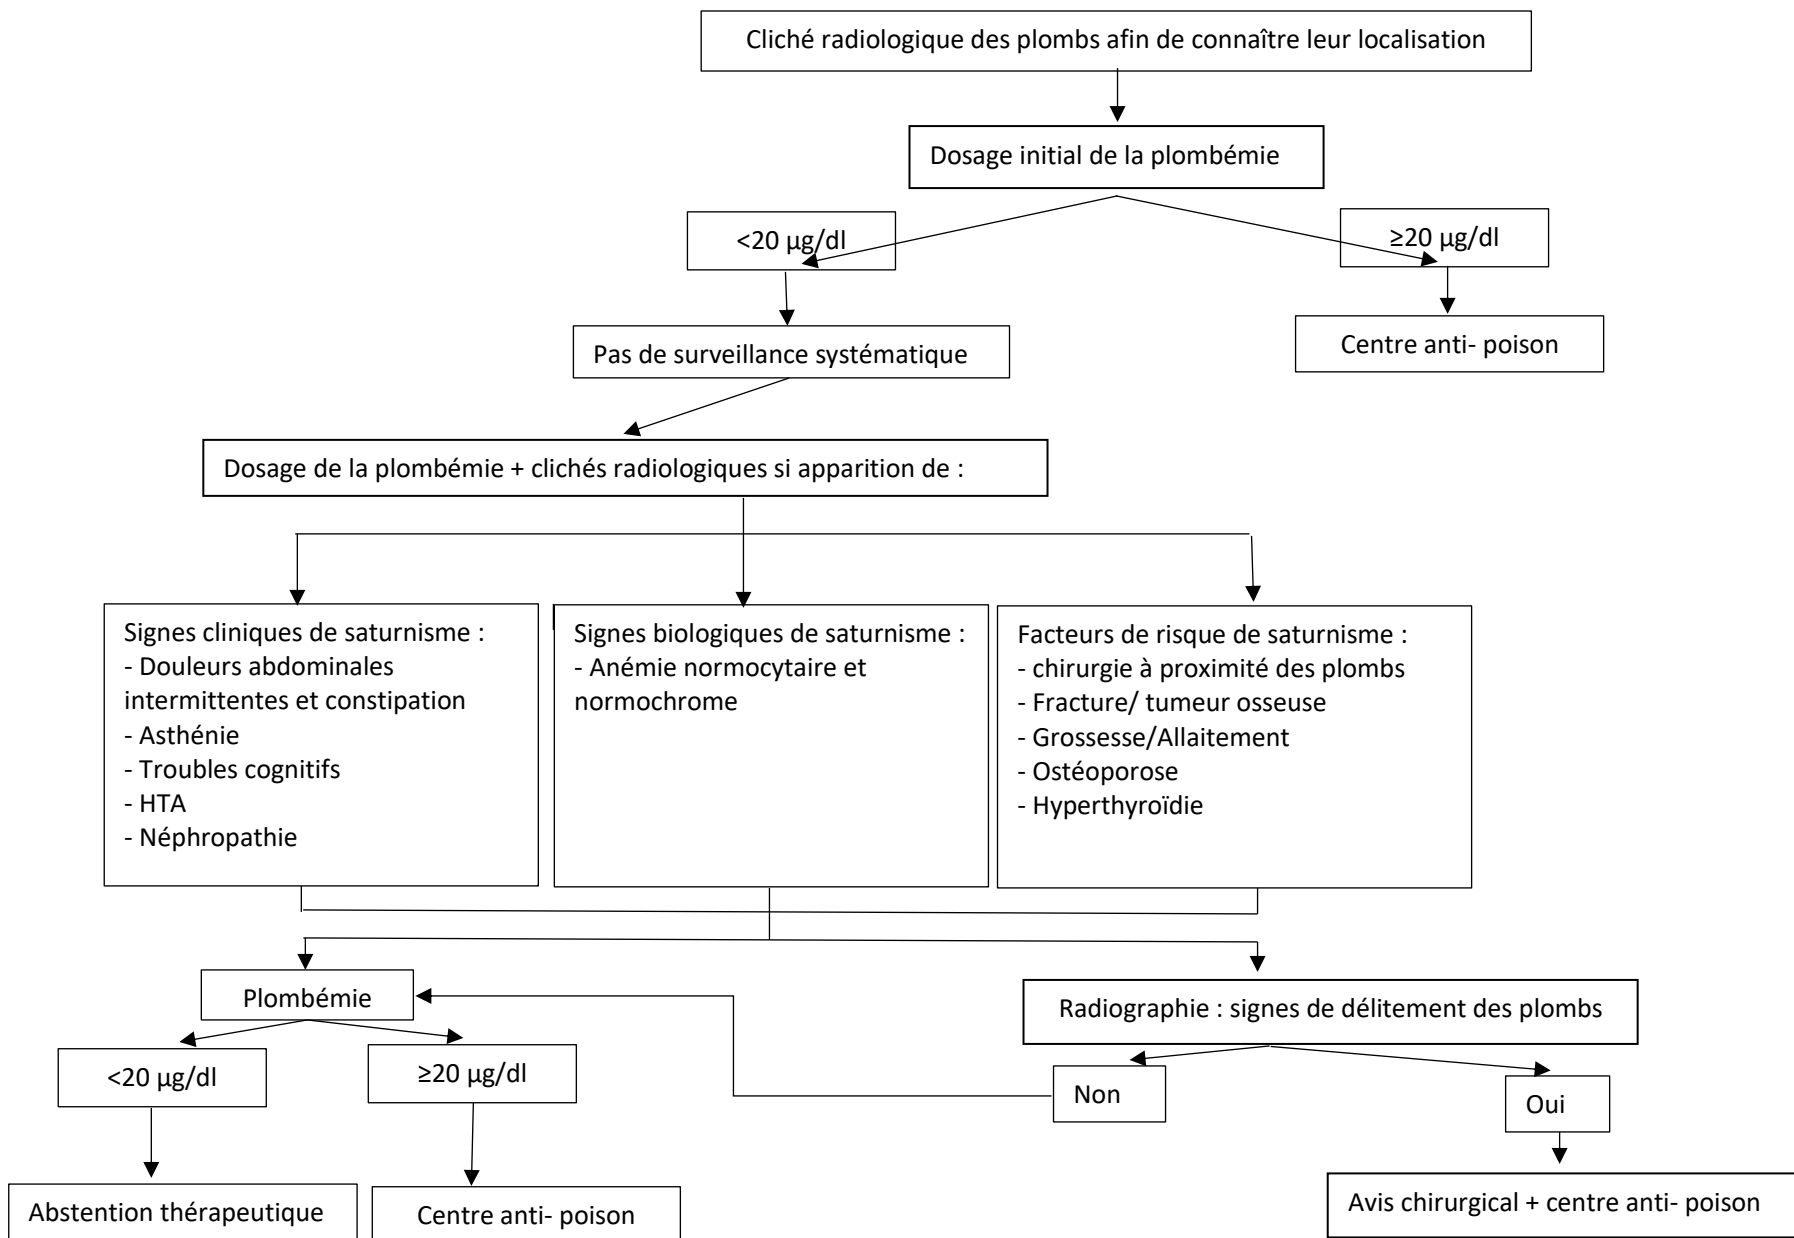 Cliché radiologique des plombs afin de connaître leur localisation
Dosage initial de la plombémie
<20 µg/dl
≥20 µg/dl
Pas de surveillance systématique
Centre anti- poison
Dosage de la plombémie + clichés radiologiques si apparition de :
Signes cliniques de saturnisme :
- Douleurs abdominales
intermittentes et constipation
- Asthénie
- Troubles cognitifs
- HTA
- Néphropathie
Signes biologiques de saturnisme :
- Anémie normocytaire et
normochrome
Facteurs de risque de saturnisme :
- chirurgie à proximité des plombs
- Fracture/ tumeur osseuse
- Grossesse/Allaitement
- Ostéoporose
- Hyperthyroïdie
Plombémie
Radiographie : signes de délitement des plombs
<20 µg/dl
≥20 µg/dl
Non
Oui
Abstention thérapeutique
Centre anti- poison
Avis chirurgical + centre anti- poison